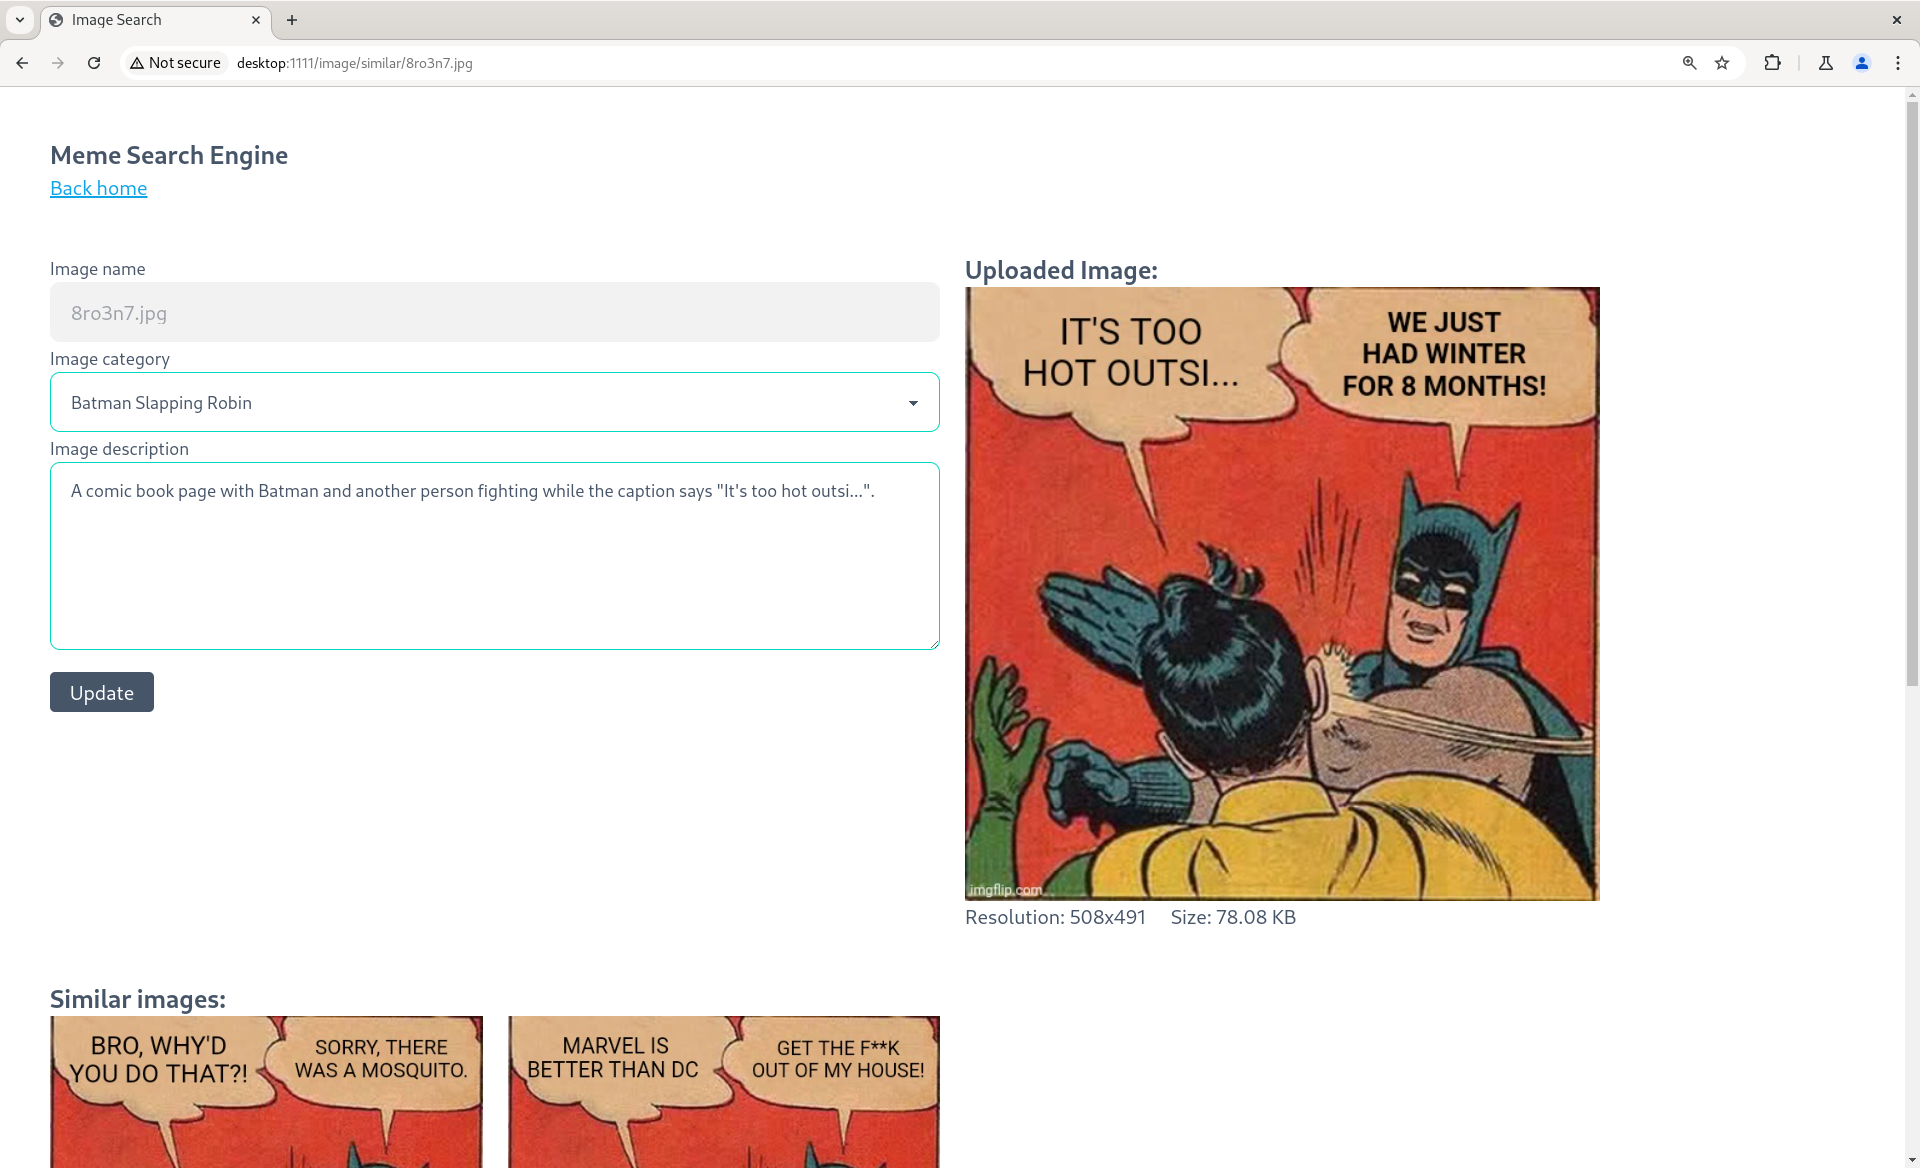 Image Search
Not secure
desktop:1111/image/similar/8ro3n7.jpg
Meme Search Engine
Back home
Image name
8ro3n7.jpg
Image category
Batman Slapping Robin
Image description
A comic book page with Batman and another person fighting while the caption says "It's too hot outsi...".
Update
Uploaded Image:
IT'S TOO
HOT OUTSI...
WE JUST
HAD WINTER
FOR 8 MONTHS!
imgflip.com
Resolution: 508x491 Size: 78.08 KB
Similar images:
BRO, WHY'D
YOU DO THAT?!
SORRY, THERE
WAS A MOSQUITO.
MARVEL IS
BETTER THAN DC
GET THE F**K
OUT OF MY HOUSE!